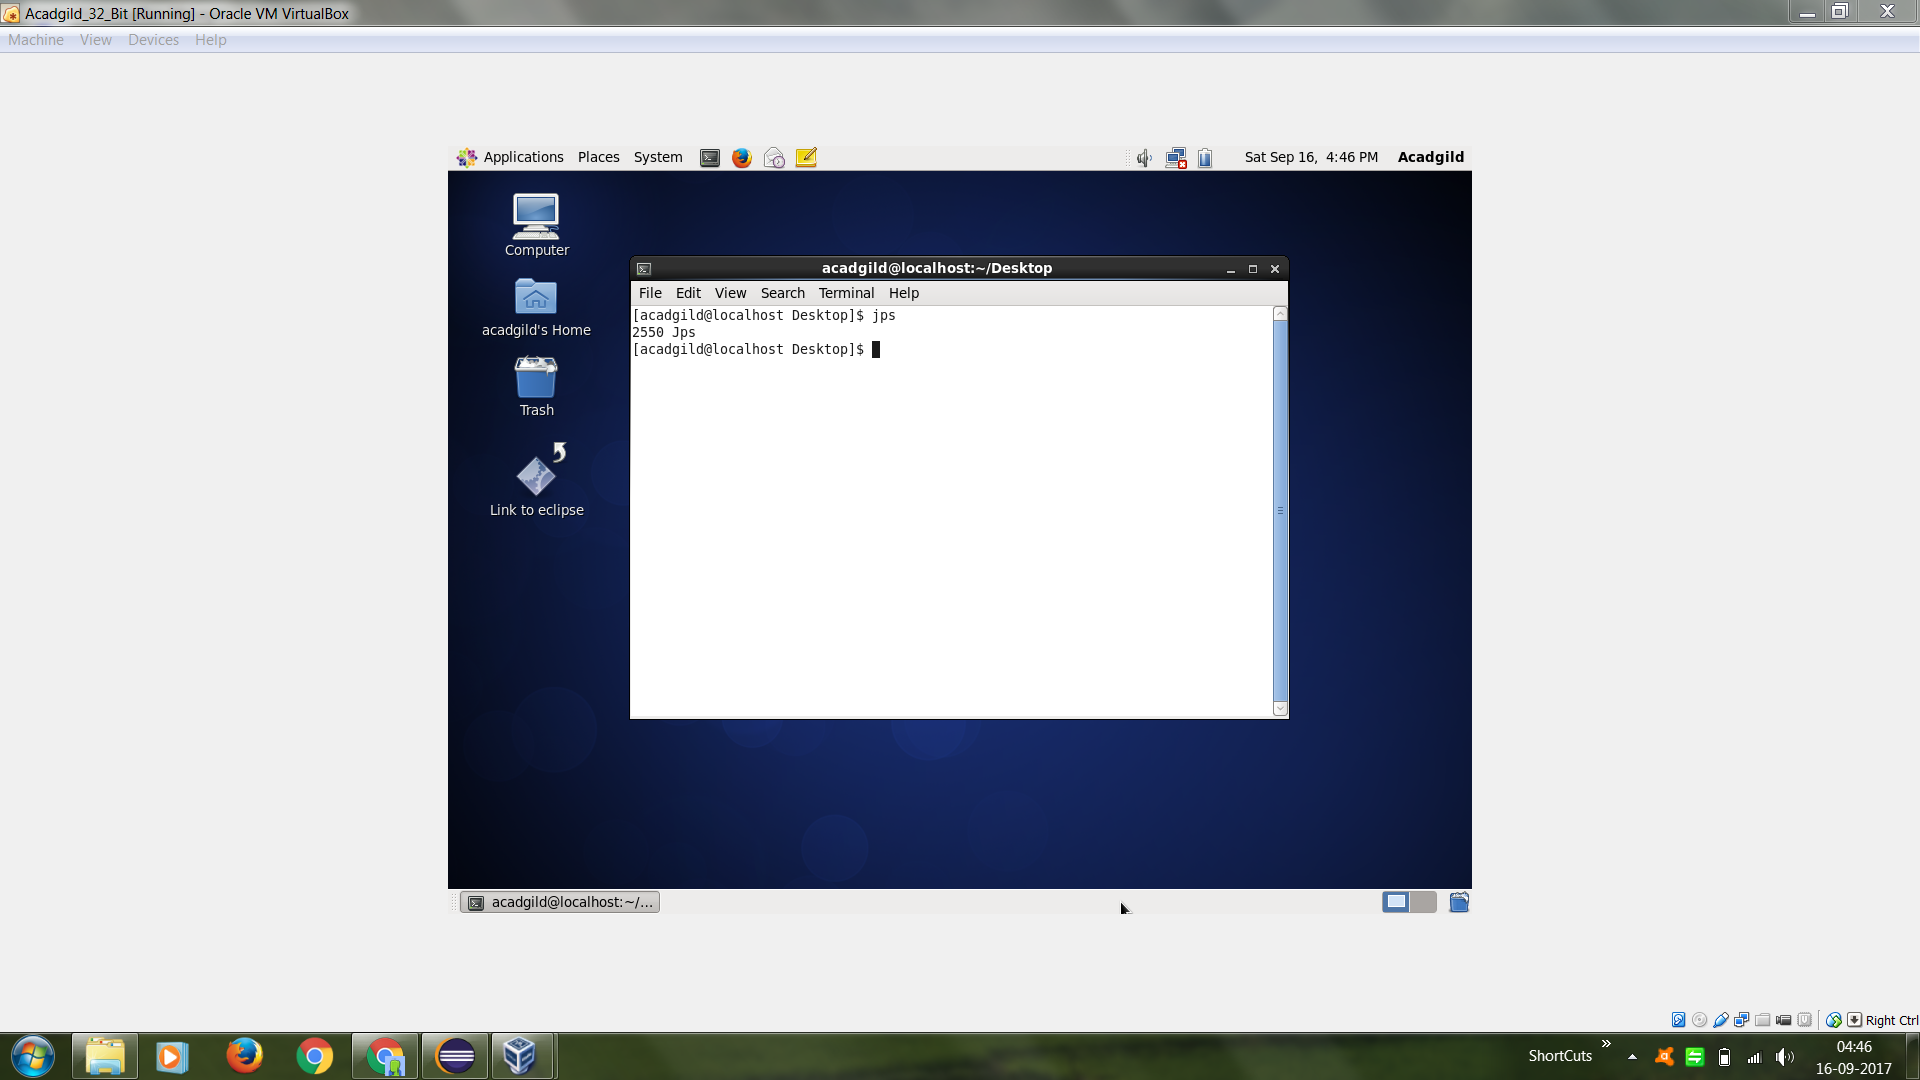 Acadgild_32_Bit [Running] - Oracle VM VirtualBox
Machine View Devices Help
Applications Places System Sat Sep 16, 4:46 PM Acadgild
Computer
acadgild's Home
Trash
Link to eclipse
acadgild@localhost:~/Desktop
File Edit View Search Terminal Help
[acadgild@localhost Desktop]$ jps
2550 Jps
[acadgild@localhost Desktop]$
acadgild@localhost:~/...
Right Ctrl
ShortCuts »
04:46
16-09-2017